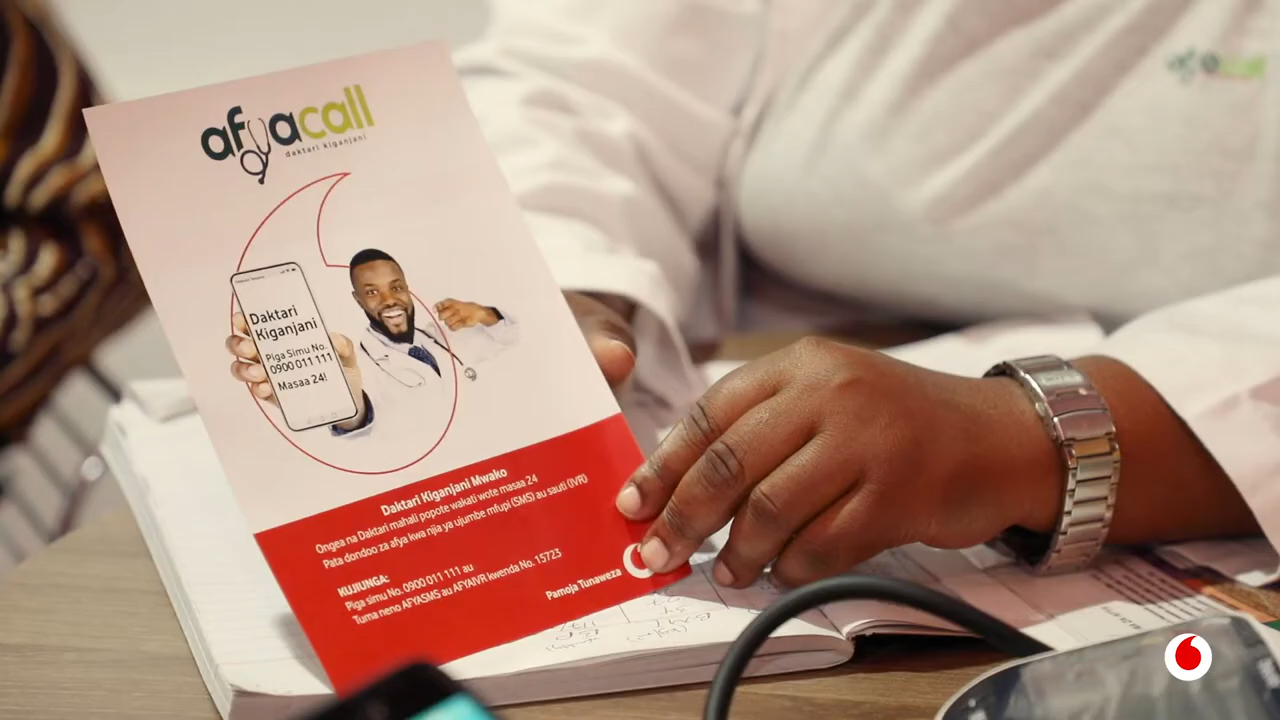 afyacall
daktari kiganjani
Daktari
Kiganjani
Piga Simu No.
0900 011 111
Masaa 24!
Daktari Kiganjani Mwako
Ongea na Daktari mahali popote wakati wote masaa 24
Pata dondoo za afya kwa njia ya ujumbe mfupi (SMS) au sauti (IVR)
KUJIUNGA:
Piga simu No. 0900 011 111 au
Tuma neno AFYASMS au AFYAIVR kwenda No. 15723
Pamoja Tunaweza